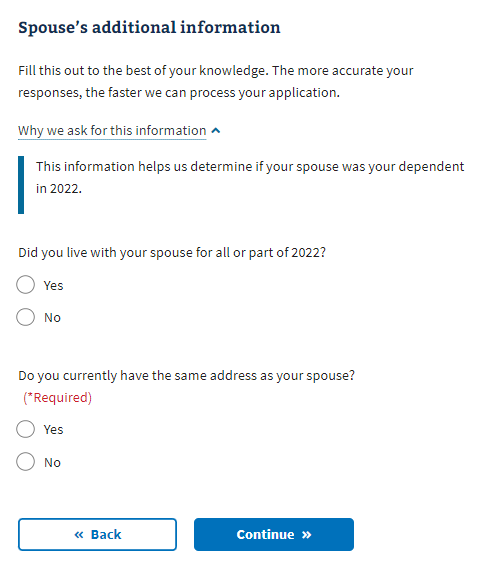 Spouse’s additional information
Fill this out to the best of your knowledge. The more accurate your
responses, the faster we can process your application.
Why we ask for this information
This information helps us determine if your spouse was your dependent
in 2022.
Did you live with your spouse for all or part of 2022?
Yes
No
Do you currently have the same address as your spouse?
(*Required)
Yes
No
« Back
Continue »